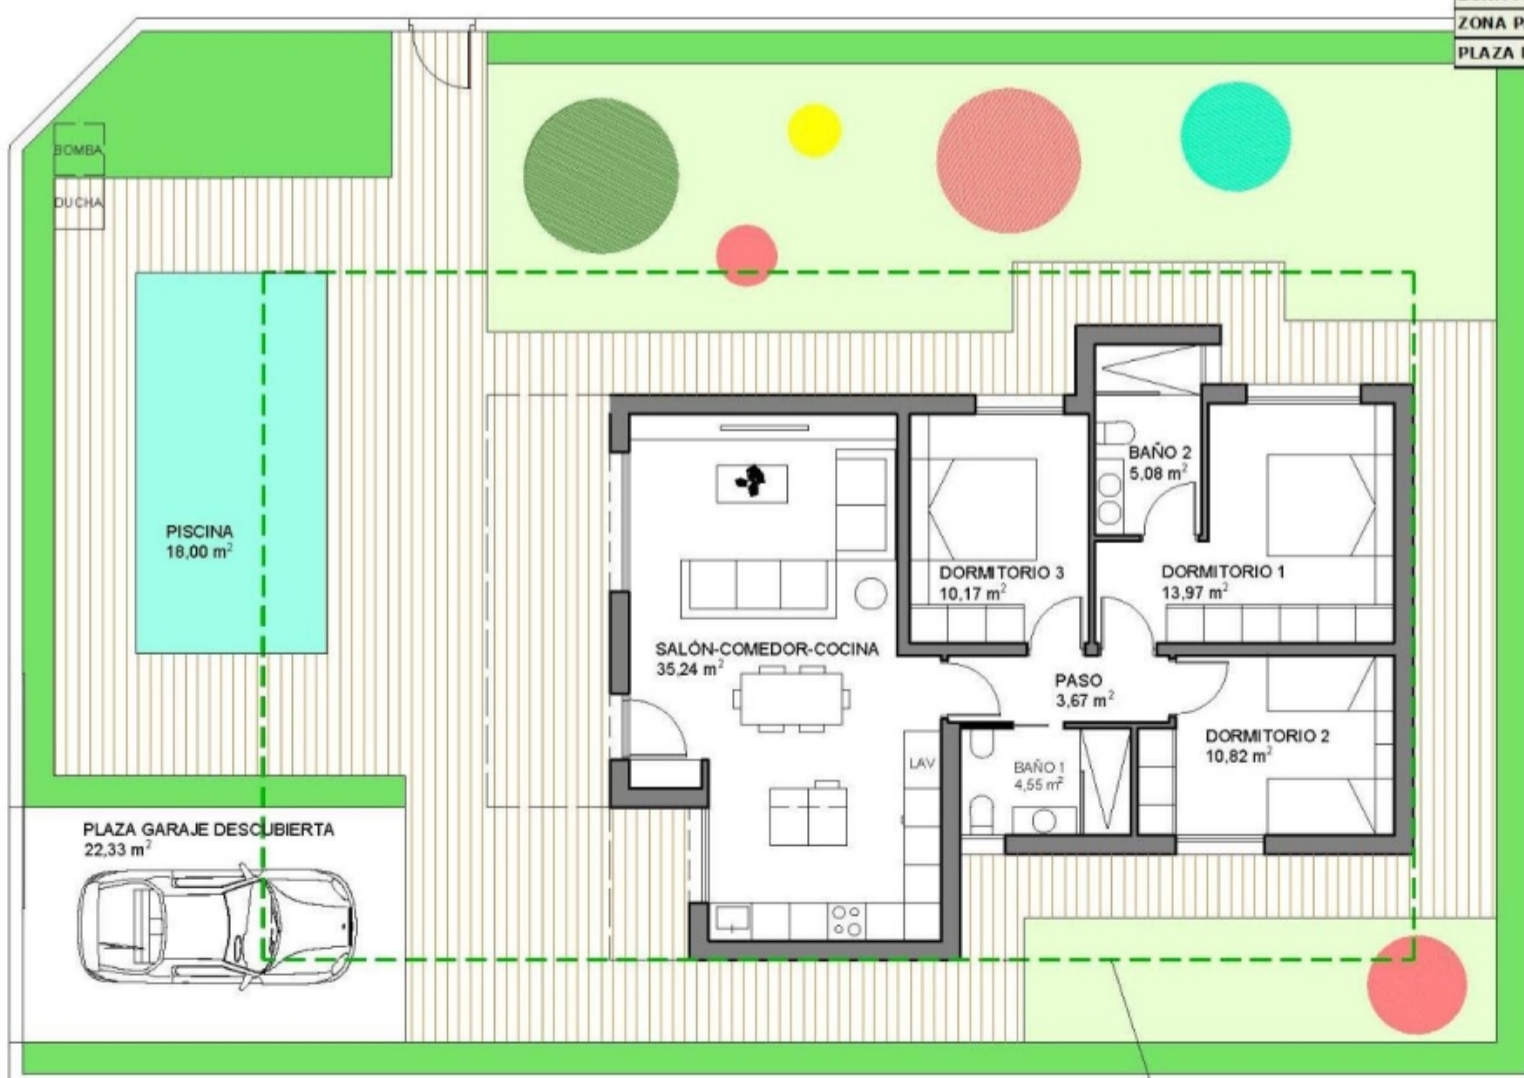 ZONA P
PLAZA
BOMBA
DUCHA
BAÑO 2
5,08 m²
PISCINA
18,00 m²
DORMITORIO 3
10,17 m²
DORMITORIO 1
13,97 m²
SALÓN-COMEDOR-COCINA
35,24 m²
PASO
3,67 m²
DORMITORIO 2
10,82 m²
LAV
BAÑO 1
4,55 m²
PLAZA GARAJE DESCUBIERTA
22,33 m²